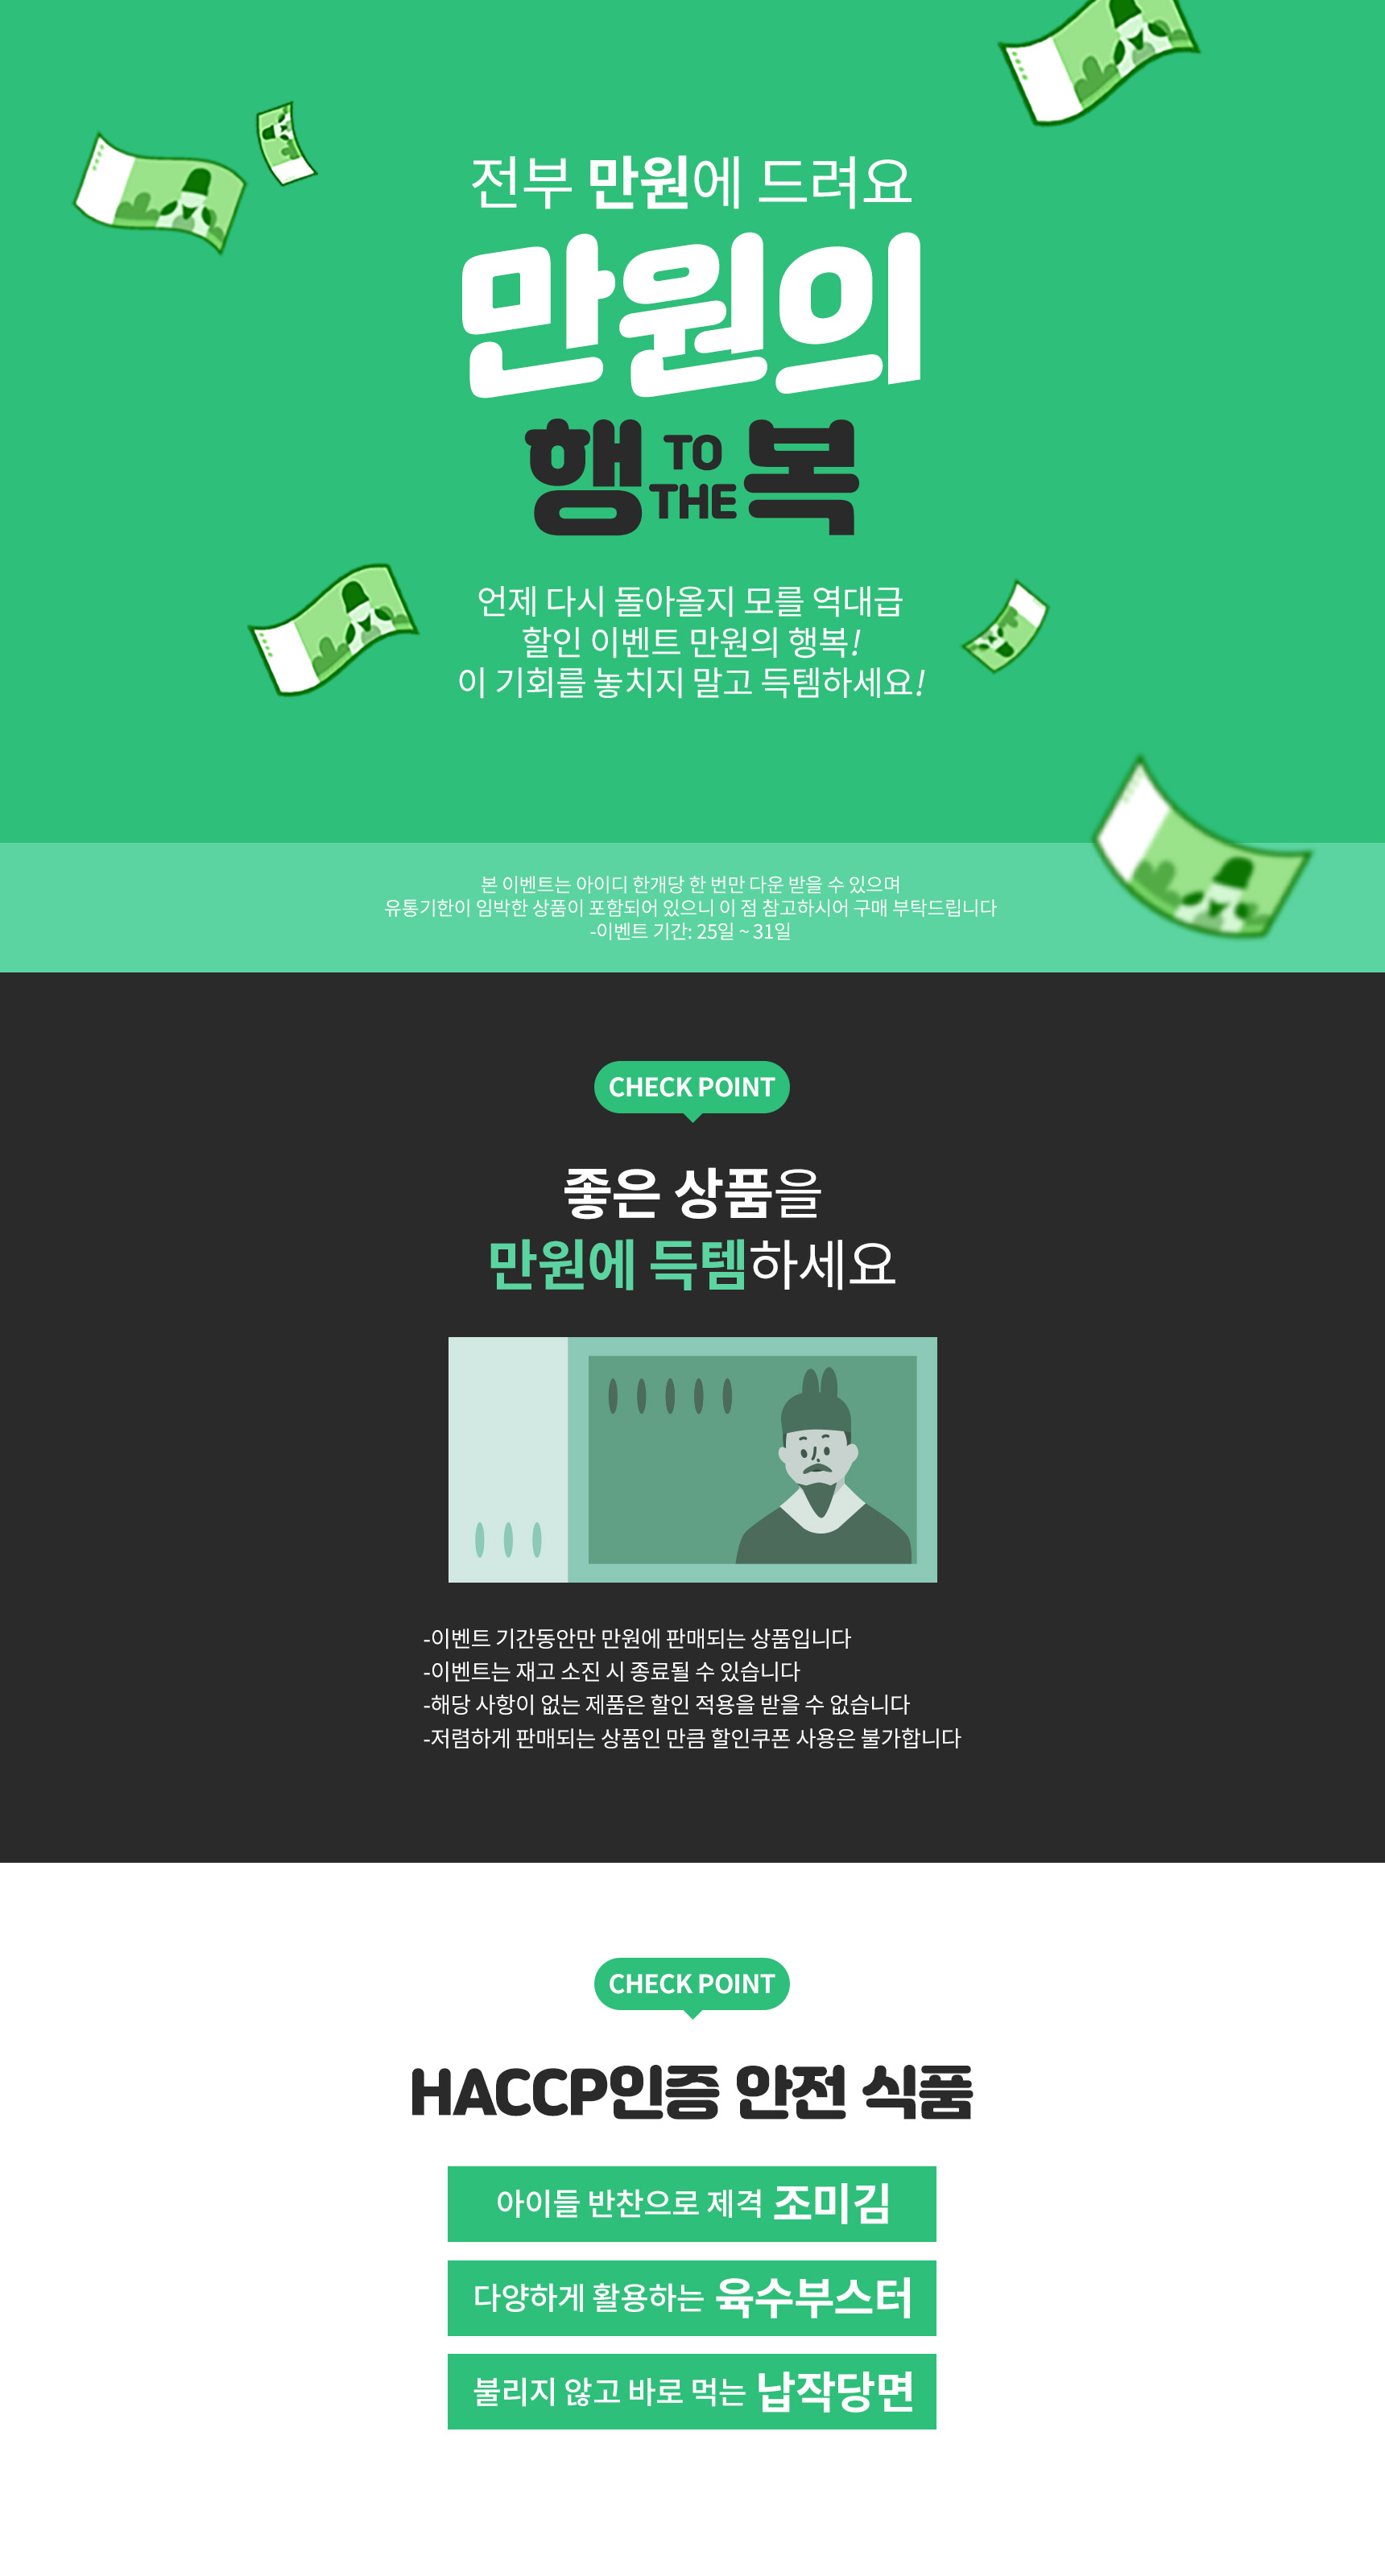 전부 만원에 드려요
만원의
행 TO THE 복
언제 다시 돌아올지 모를 역대급
할인 이벤트 만원의 행복!
이 기회를 놓치지 말고 득템하세요!
본 이벤트는 아이디 한개당 한 번만 다운 받을 수 있으며
유통기한이 임박한 상품이 포함되어 있으니 이 점 참고하시어 구매 부탁드립니다
-이벤트 기간: 25일 ~ 31일
CHECK POINT
좋은 상품을
만원에 득템하세요
-이벤트 기간동안만 만원에 판매되는 상품입니다
-이벤트는 재고 소진 시 종료될 수 있습니다
-해당 사항이 없는 제품은 할인 적용을 받을 수 없습니다
-저렴하게 판매되는 상품인 만큼 할인쿠폰 사용은 불가합니다
CHECK POINT
HACCP인증 안전 식품
아이들 반찬으로 제격 조미김
다양하게 활용하는 육수부스터
불리지 않고 바로 먹는 납작당면